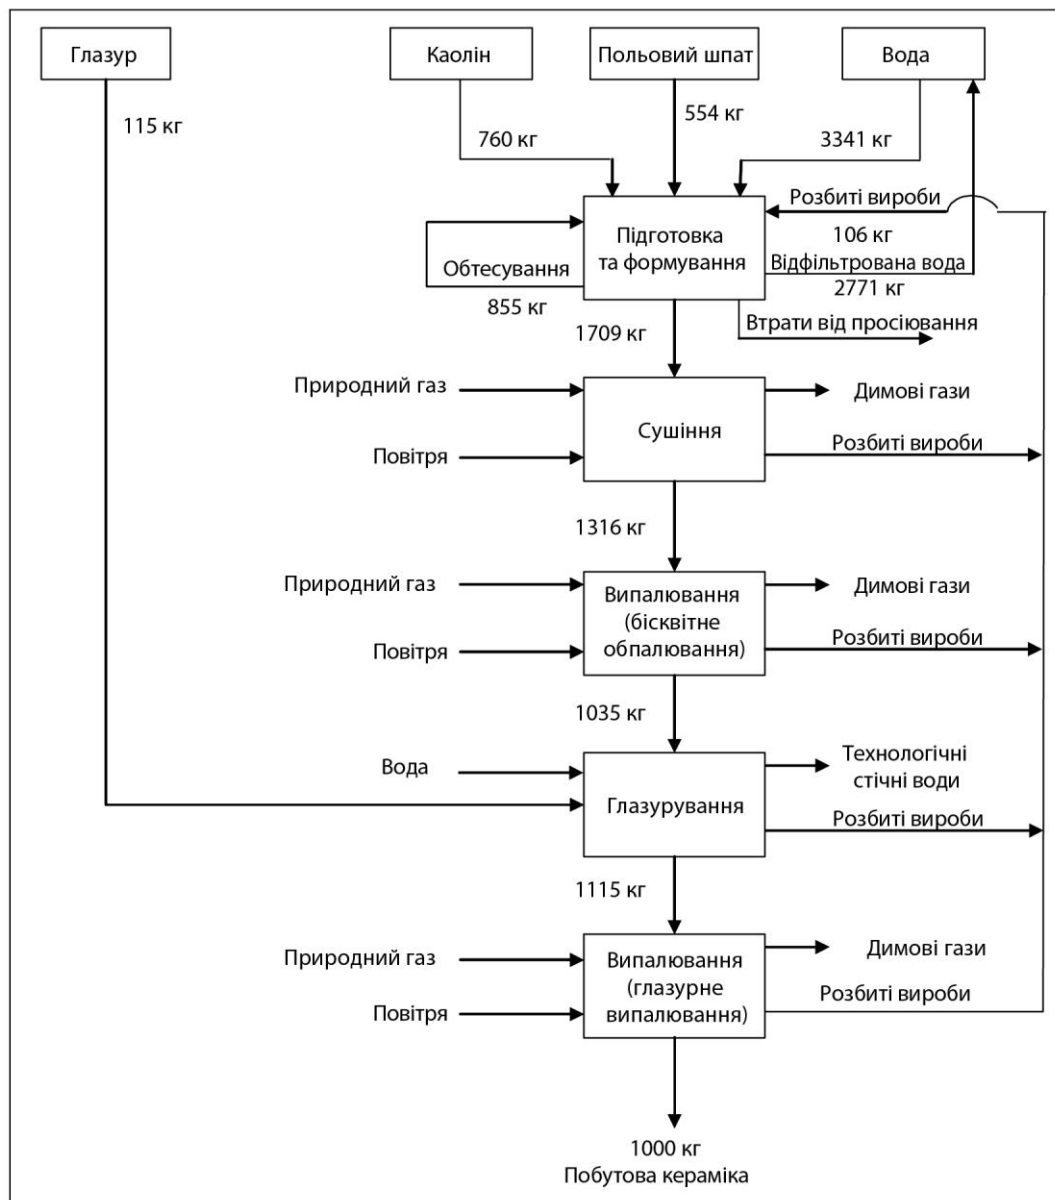 Глазур
Каолін
Польовий шпат
Вода
115 кг
554 кг
760 кг
3341 кг
Розбиті вироби
106 кг
Підготовка
та формування
Обтесування
855 кг
Відфільтрована вода
2771 кг
Втрати від просіювання
1709 кг
Природний газ
Димові гази
Сушіння
Повітря
Розбиті вироби
1316 кг
Природний газ
Випалювання
(бісквітне
обпалювання)
Димові гази
Повітря
Розбиті вироби
1035 кг
Вода
Технологічні
стічні води
Глазурування
Розбиті вироби
1115 кг
Природний газ
Випалювання
(глазурне
випалювання)
Димові гази
Повітря
Розбиті вироби
1000 кг
Побутова кераміка